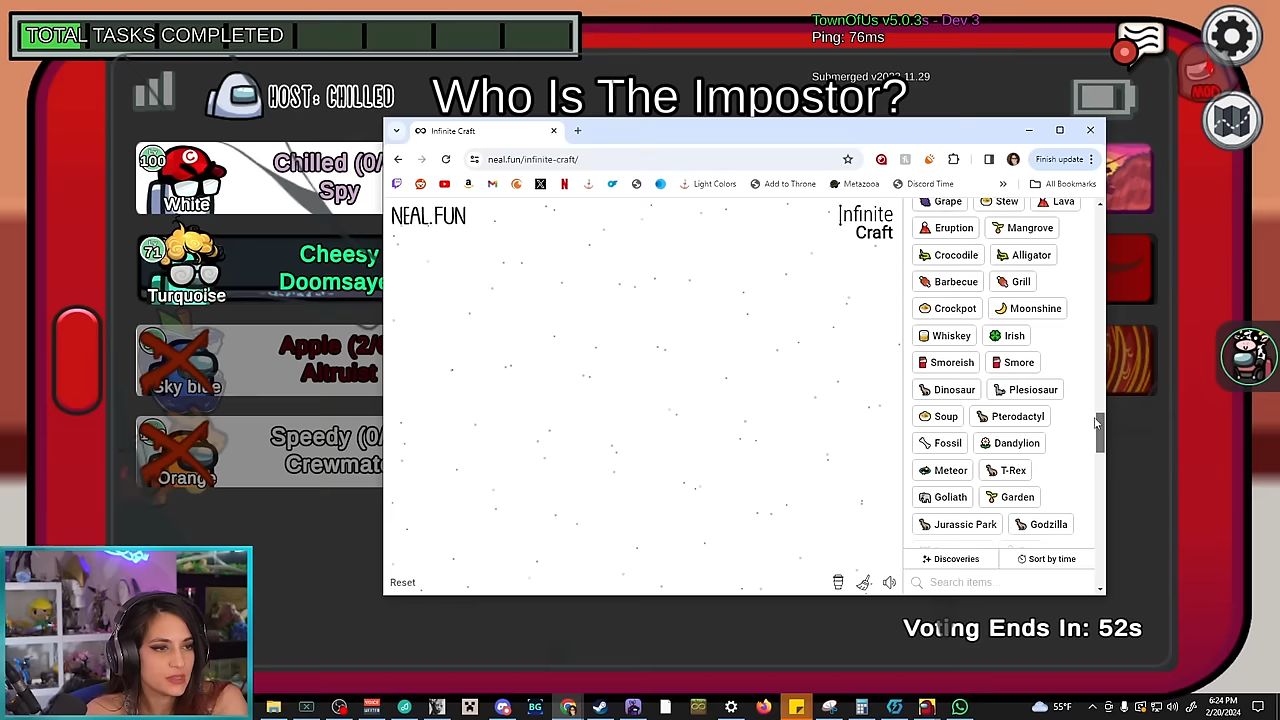 TOTAL TASKS COMPLETED
TownOfUs v5.0.3s - Dev 3
Ping: 76ms
Submerged v2022.11.29
HOST: CHILLED
Who Is The Impostor?
MOD
100
Chilled (0/
Spy
White
71
Cheesy
Doomsaye
Turquoise
Apple (2/
Altruist
Sky blue
Speedy (0/
Crewmate
Orange
Infinite Craft
neal.fun/infinite-craft/
Finish update
Light Colors
Add to Throne
Metazooa
Discord Time
All Bookmarks
NEAL.FUN
Infinite
Craft
Grape Stew Lava
Eruption Mangrove
Crocodile Alligator
Barbecue Grill
Crockpot Moonshine
Whiskey Irish
Smoreish Smore
Dinosaur Plesiosaur
Soup Pterodactyl
Fossil Dandylion
Meteor T-Rex
Goliath Garden
Jurassic Park Godzilla
Discoveries Sort by time
Reset
Search items...
Voting Ends In: 52s
BG
55°
6:24 PM
2/20/2024